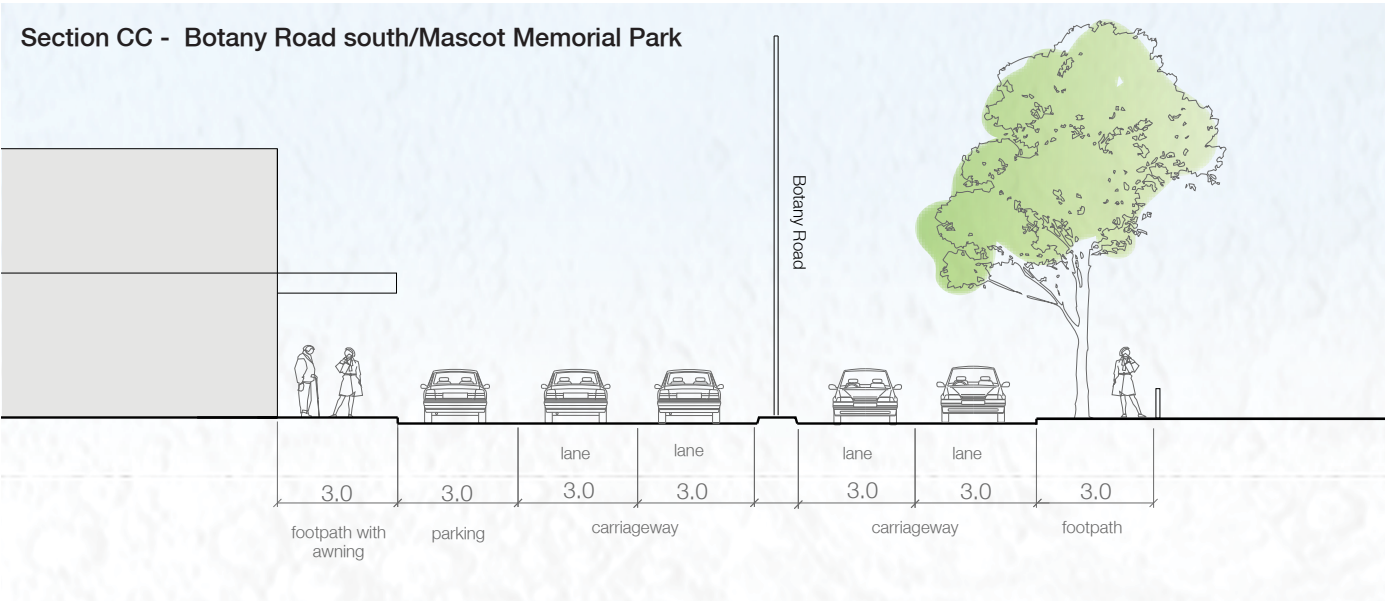 Section CC - Botany Road south/Mascot Memorial Park
Botany Road
lane
lane
lane
lane
3.0
3.0
3.0
3.0
3.0
3.0
3.0
footpath with
awning
parking
carriageway
carriageway
footpath